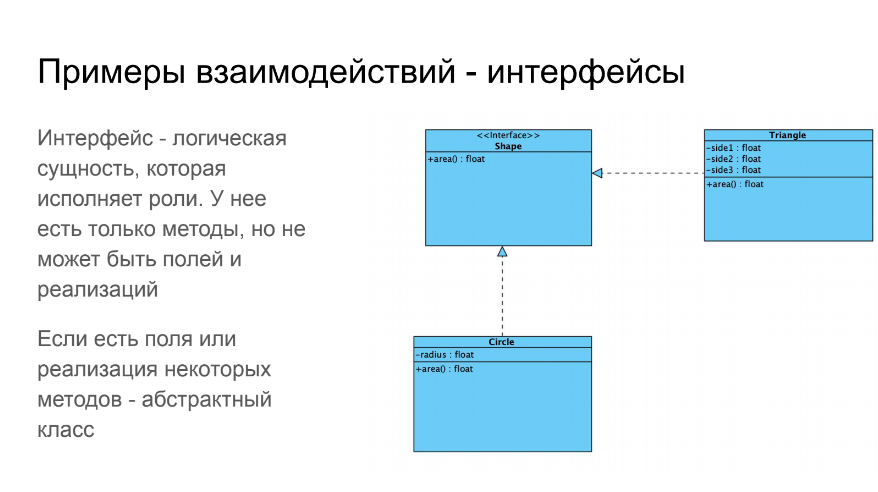 Примеры взаимодействий - интерфейсы
Интерфейс - логическая
сущность, которая
исполняет роли. У нее
есть только методы, но не
может быть полей и
реализаций
Если есть поля или
реализация некоторых
методов - абстрактный
класс
<<Interface>>
Shape
+area() : float
Triangle
-side1 : float
-side2 : float
-side3 : float
+area() : float
Circle
-radius : float
+area() : float